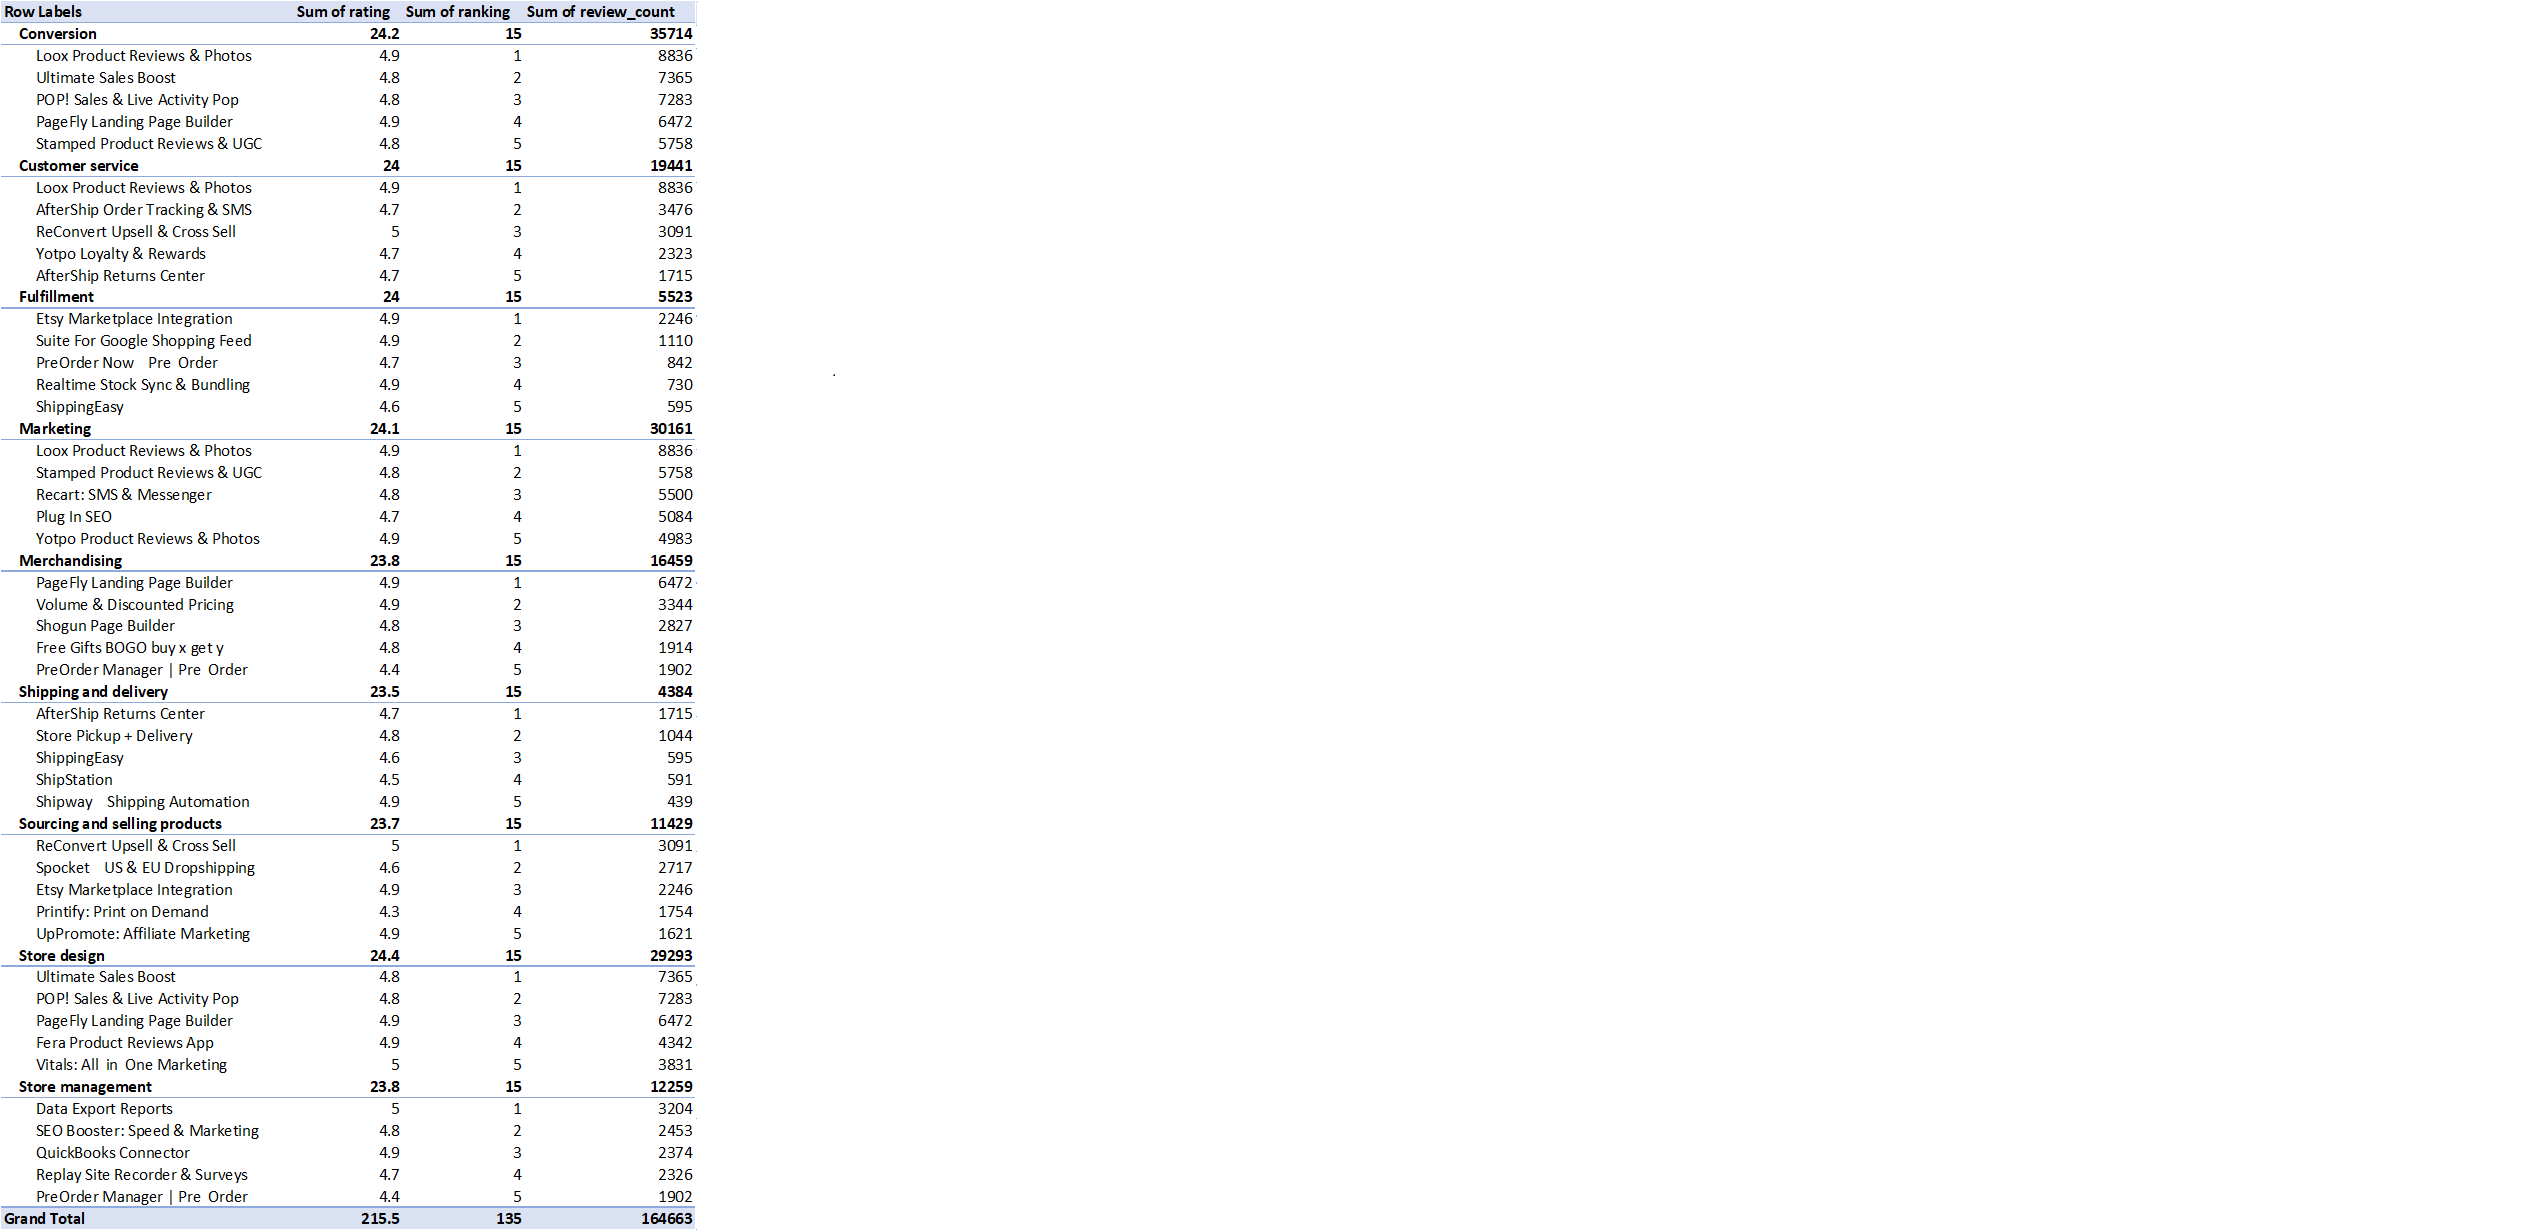 Row Labels Sum of rating Sum of ranking Sum of review_count
Conversion 24.2 15 35714
Loox Product Reviews & Photos 4.9 1 8836
Ultimate Sales Boost 4.8 2 7365
POP! Sales & Live Activity Pop 4.8 3 7283
PageFly Landing Page Builder 4.9 4 6472
Stamped Product Reviews & UGC 4.8 5 5758
Customer service 24 15 19441
Loox Product Reviews & Photos 4.9 1 8836
AfterShip Order Tracking & SMS 4.7 2 3476
ReConvert Upsell & Cross Sell 5 3 3091
Yotpo Loyalty & Rewards 4.7 4 2323
AfterShip Returns Center 4.7 5 1715
Fulfillment 24 15 5523
Etsy Marketplace Integration 4.9 1 2246
Suite For Google Shopping Feed 4.9 2 1110
PreOrder Now Pre Order 4.7 3 842
Realtime Stock Sync & Bundling 4.9 4 730
ShippingEasy 4.6 5 595
Marketing 24.1 15 30161
Loox Product Reviews & Photos 4.9 1 8836
Stamped Product Reviews & UGC 4.8 2 5758
Recart: SMS & Messenger 4.8 3 5500
Plug In SEO 4.7 4 5084
Yotpo Product Reviews & Photos 4.9 5 4983
Merchandising 23.8 15 16459
PageFly Landing Page Builder 4.9 1 6472
Volume & Discounted Pricing 4.9 2 3344
Shogun Page Builder 4.8 3 2827
Free Gifts BOGO buy x get y 4.8 4 1914
PreOrder Manager | Pre Order 4.4 5 1902
Shipping and delivery 23.5 15 4384
AfterShip Returns Center 4.7 1 1715
Store Pickup + Delivery 4.8 2 1044
ShippingEasy 4.6 3 595
ShipStation 4.5 4 591
Shipway Shipping Automation 4.9 5 439
Sourcing and selling products 23.7 15 11429
ReConvert Upsell & Cross Sell 5 1 3091
Spocket US & EU Dropshipping 4.6 2 2717
Etsy Marketplace Integration 4.9 3 2246
Printify: Print on Demand 4.3 4 1754
UpPromote: Affiliate Marketing 4.9 5 1621
Store design 24.4 15 29293
Ultimate Sales Boost 4.8 1 7365
POP! Sales & Live Activity Pop 4.8 2 7283
PageFly Landing Page Builder 4.9 3 6472
Fera Product Reviews App 4.9 4 4342
Vitals: All in One Marketing 5 5 3831
Store management 23.8 15 12259
Data Export Reports 5 1 3204
SEO Booster: Speed & Marketing 4.8 2 2453
QuickBooks Connector 4.9 3 2374
Replay Site Recorder & Surveys 4.7 4 2326
PreOrder Manager | Pre Order 4.4 5 1902
Grand Total 215.5 135 164663